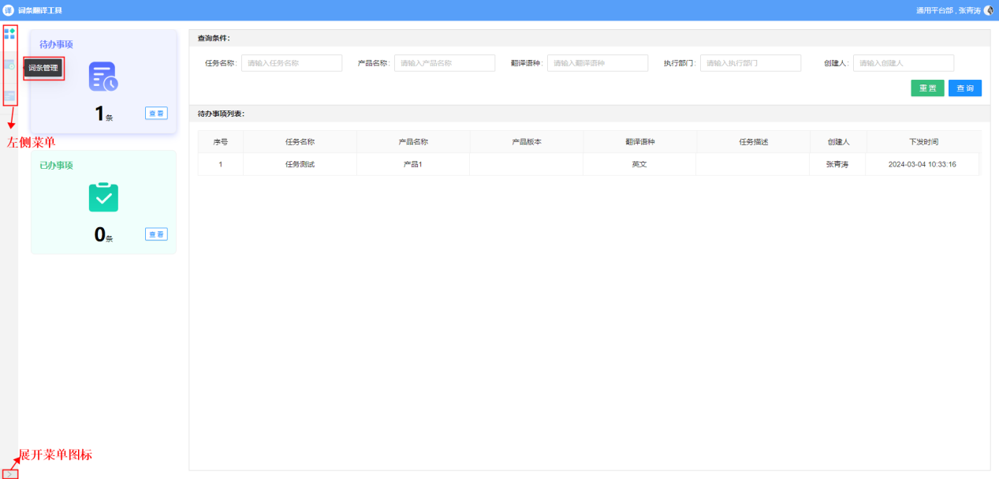 译 词条翻译工具
通用平台部 , 张青涛
待办事项
词条管理
1条
查 看
左侧菜单
已办事项
0条
查 看
展开菜单图标
查询条件：
任务名称： 请输入任务名称 产品名称： 请输入产品名称 翻译语种： 请输入翻译语种 执行部门： 请输入执行部门 创建人： 请输入创建人
重 置 查 询
待办事项列表：
序号 任务名称 产品名称 产品版本 翻译语种 任务描述 创建人 下发时间
1 任务测试 产品1 英文 张青涛 2024-03-04 10:33:16